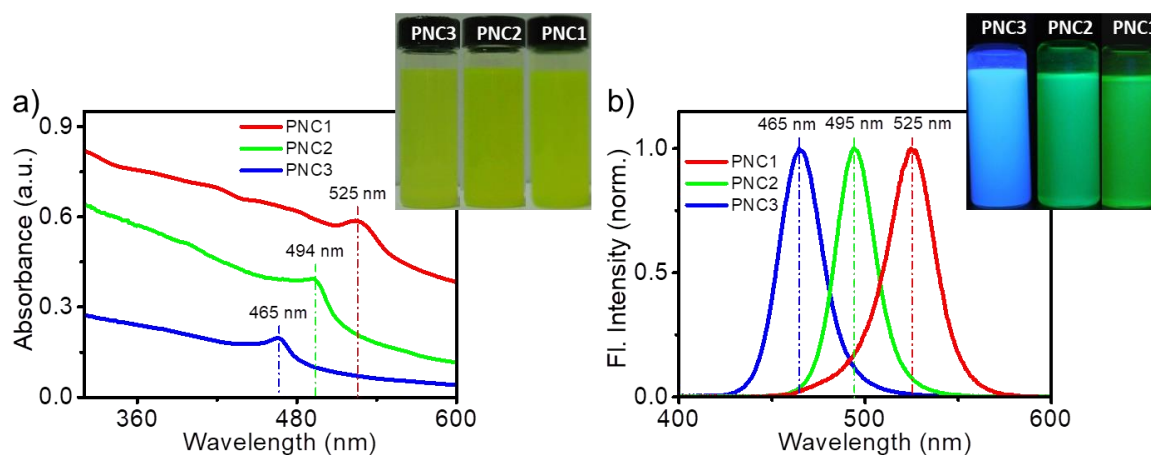 PNC3 PNC2 PNC1
a)
0.9
0.6
0.3
0.0
Absorbance (a.u.)
PNC1
PNC2
PNC3
525 nm
494 nm
465 nm
360 480 600
Wavelength (nm)
PNC3 PNC2 PNC1
b)
465 nm 495 nm 525 nm
1.0
0.5
0.0
Fl. Intensity (norm.)
PNC1
PNC2
PNC3
400 500 600
Wavelength (nm)